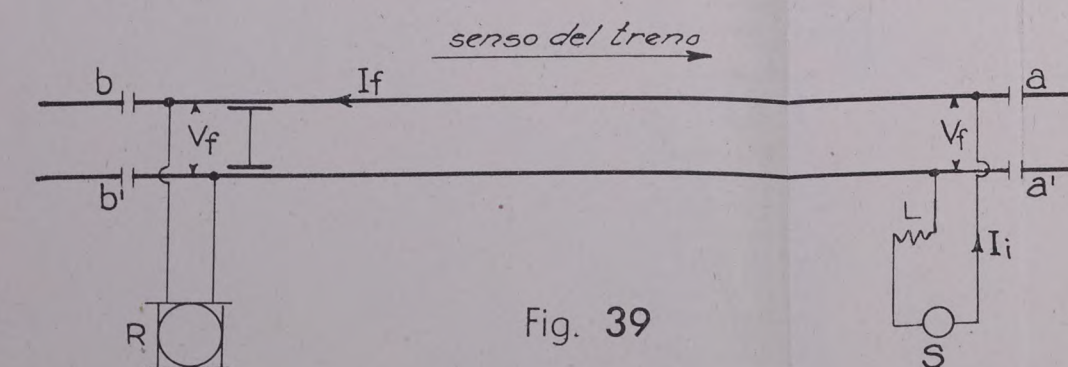 senso del treno
b
If
a
Vf
Vf
b'
a'
L
Ii
R
Fig. 39
S